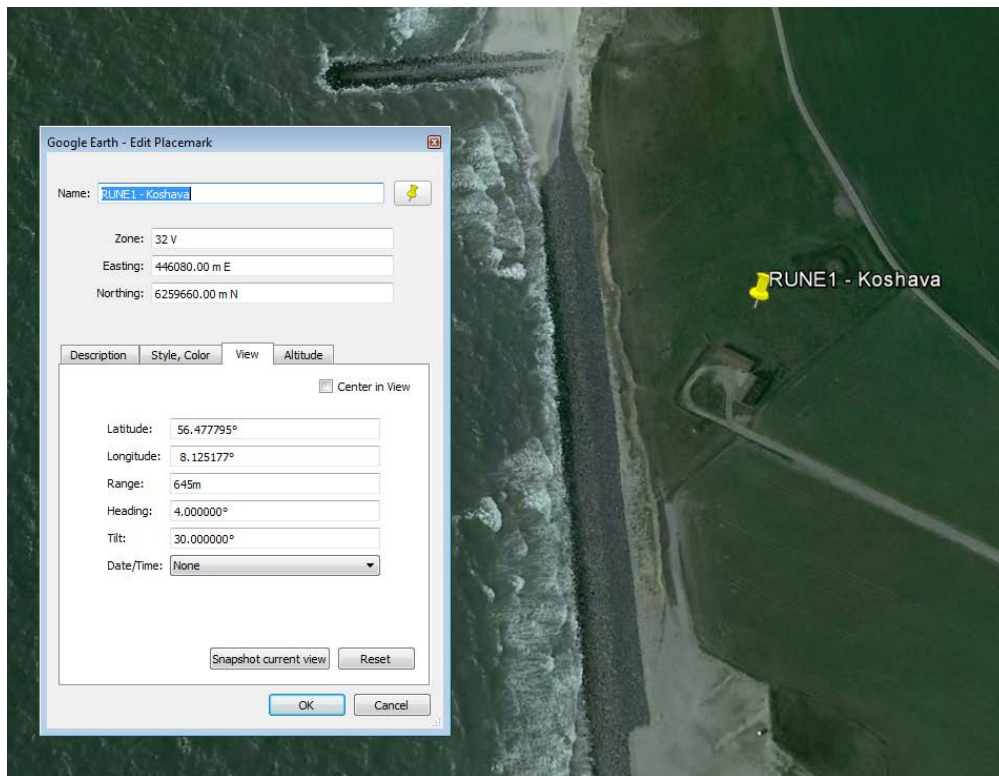 Google Earth - Edit Placemark
Name: RUNE1 - Koshava
Zone: 32 V
Easting: 446080.00 m E
Northing: 6259660.00 m N
Description Style, Color View Altitude
Center in View
Latitude: 56.477795°
Longitude: 8.125177°
Range: 645m
Heading: 4.000000°
Tilt: 30.000000°
Date/Time: None
Snapshot current view Reset
OK Cancel
RUNE1 - Koshava